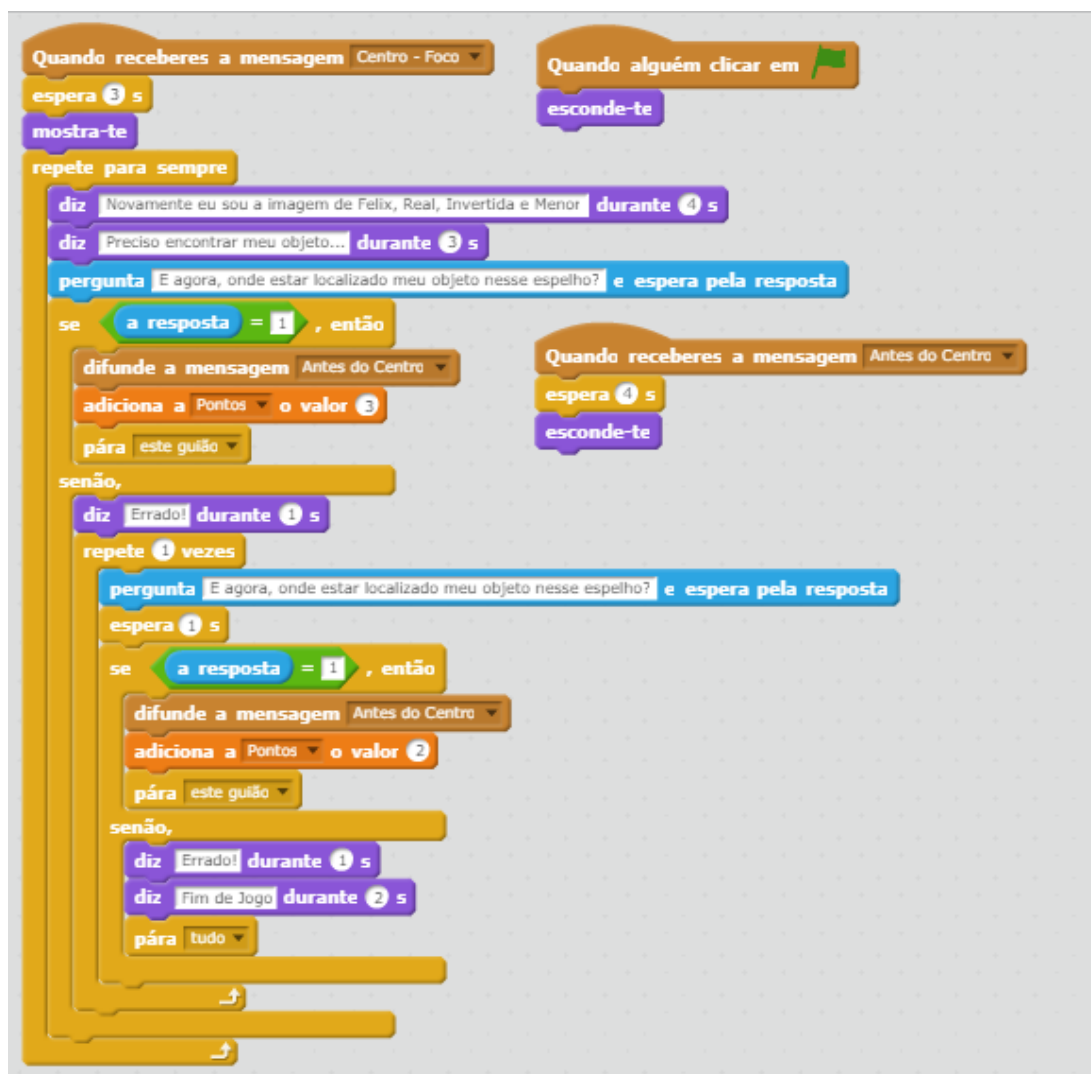 Quando receberes a mensagem Centro - Foco
espera 3 s
mostra-te
repete para sempre
diz Novamente eu sou a imagem de Felix, Real, Invertida e Menor durante 4 s
diz Preciso encontrar meu objeto... durante 3 s
pergunta E agora, onde estar localizado meu objeto nesse espelho? e espera pela resposta
se a resposta = 1 , então
difunde a mensagem Antes do Centro
adiciona a Pontos o valor 3
pára este guião
senão,
diz Errado! durante 1 s
repete 1 vezes
pergunta E agora, onde estar localizado meu objeto nesse espelho? e espera pela resposta
espera 1 s
se a resposta = 1 , então
difunde a mensagem Antes do Centro
adiciona a Pontos o valor 2
pára este guião
senão,
diz Errado! durante 1 s
diz Fim de Jogo durante 2 s
pára tudo
Quando alguém clicar em
esconde-te
Quando receberes a mensagem Antes do Centro
espera 4 s
esconde-te